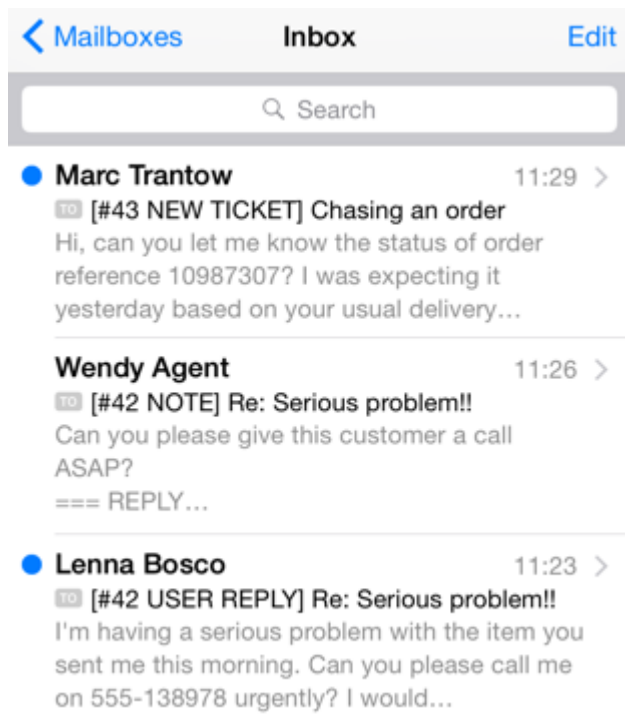 Mailboxes Inbox Edit
Search
Marc Trantow 11:29
TO [#43 NEW TICKET] Chasing an order
Hi, can you let me know the status of order
reference 10987307? I was expecting it
yesterday based on your usual delivery...
Wendy Agent 11:26
TO [#42 NOTE] Re: Serious problem!!
Can you please give this customer a call
ASAP?
=== REPLY...
Lenna Bosco 11:23
TO [#42 USER REPLY] Re: Serious problem!!
I'm having a serious problem with the item you
sent me this morning. Can you please call me
on 555-138978 urgently? I would...